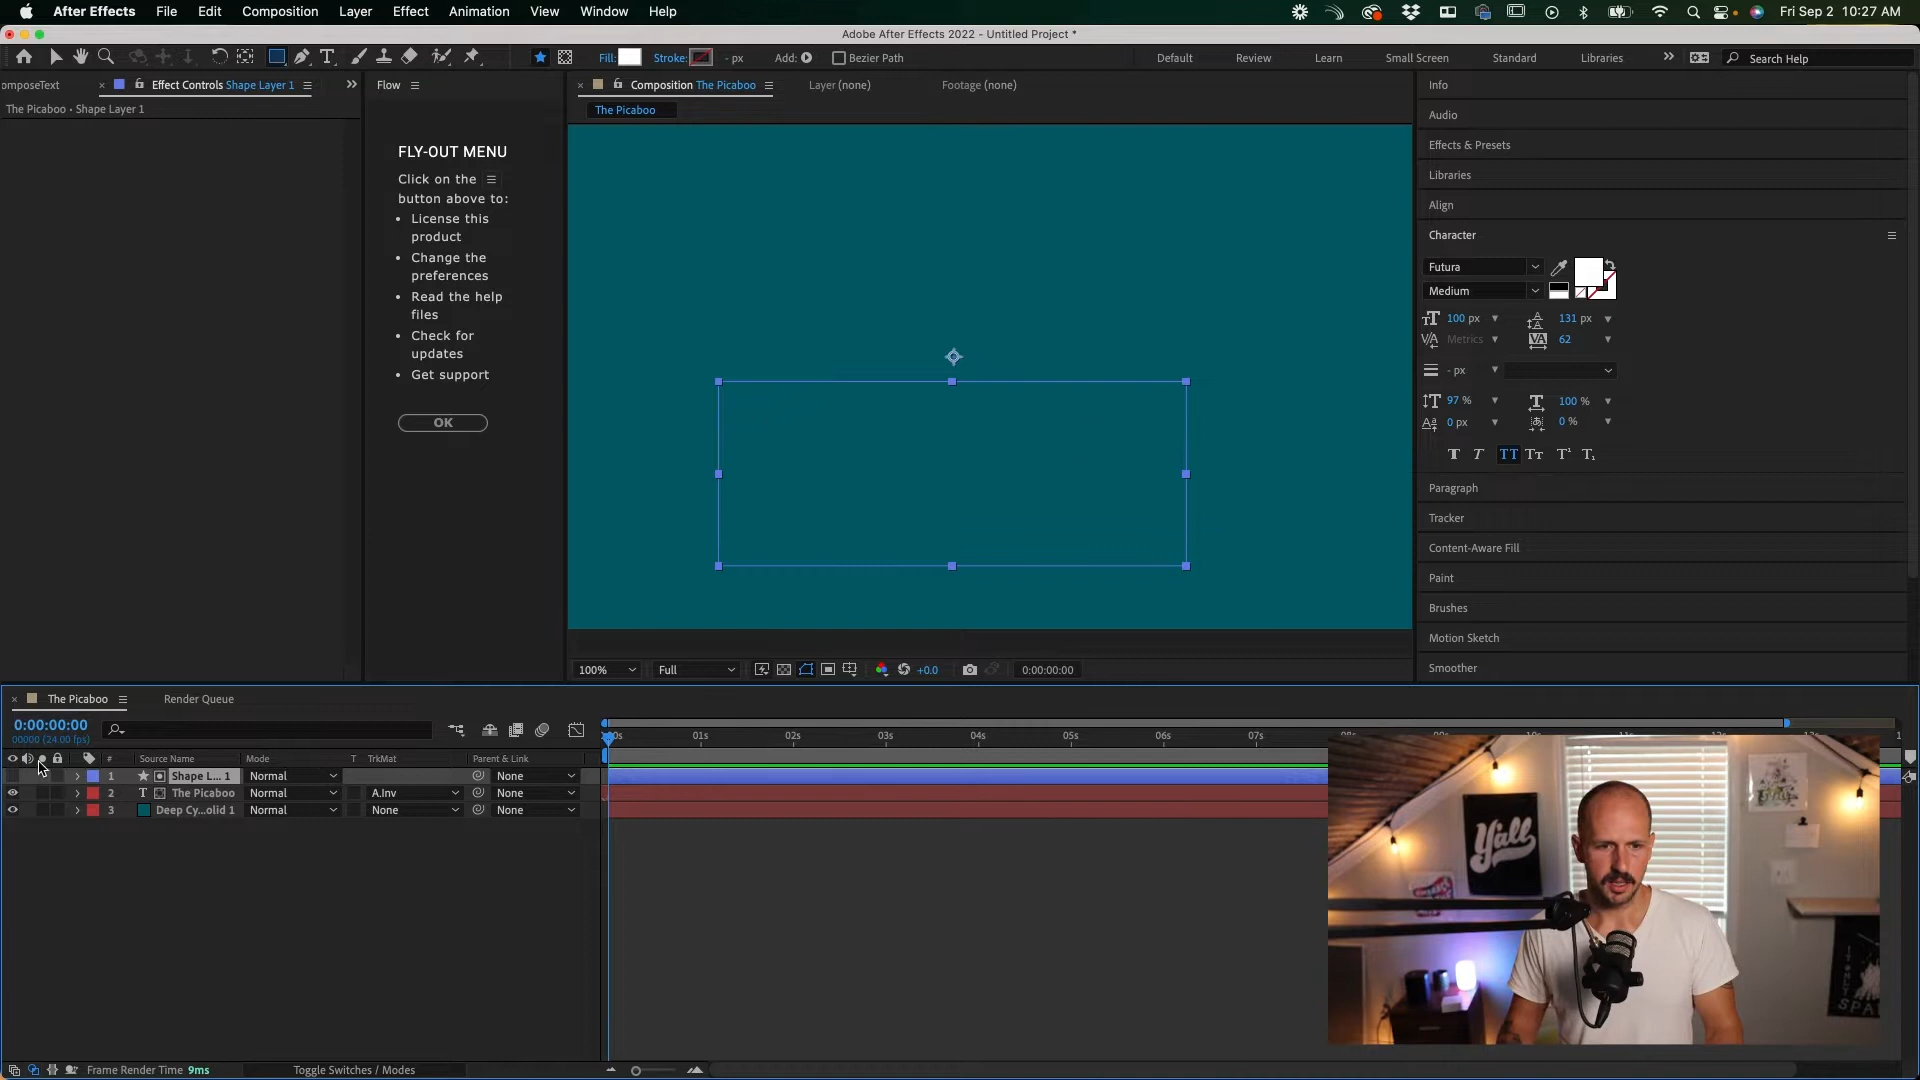 After Effects File Edit Composition Layer Effect Animation View Window Help Fri Sep 2 10:27 AM
Adobe After Effects 2022 - Untitled Project *
Fill: Stroke: - px Add: Bezier Path Default Review Learn Small Screen Standard Libraries Search Help
omposeText Effect Controls Shape Layer 1 Flow Composition The Picaboo Layer (none) Footage (none) Info
The Picaboo • Shape Layer 1 The Picaboo
Audio
Effects & Presets
Libraries
Align
Character
FLY-OUT MENU
Click on the
button above to:
• License this
product
• Change the
preferences
• Read the help
files
• Check for
updates
• Get support
OK
Futura
Medium
100 px 131 px
Metrics 62
- px
97 % 100 %
0 px 0 %
Paragraph
Tracker
Content-Aware Fill
Paint
Brushes
Motion Sketch
Smoother
100% Full +0.0 0:00:00:00
The Picaboo Render Queue
0:00:00:00
00000 (24.00 fps)
01s 02s 03s 04s 05s 06s 07s
# Source Name Mode T TrkMat Parent & Link
1 Shape L... 1 Normal None
2 The Picaboo Normal A.Inv None
3 Deep Cy...olid 1 Normal None None
Y'all
Frame Render Time 9ms Toggle Switches / Modes